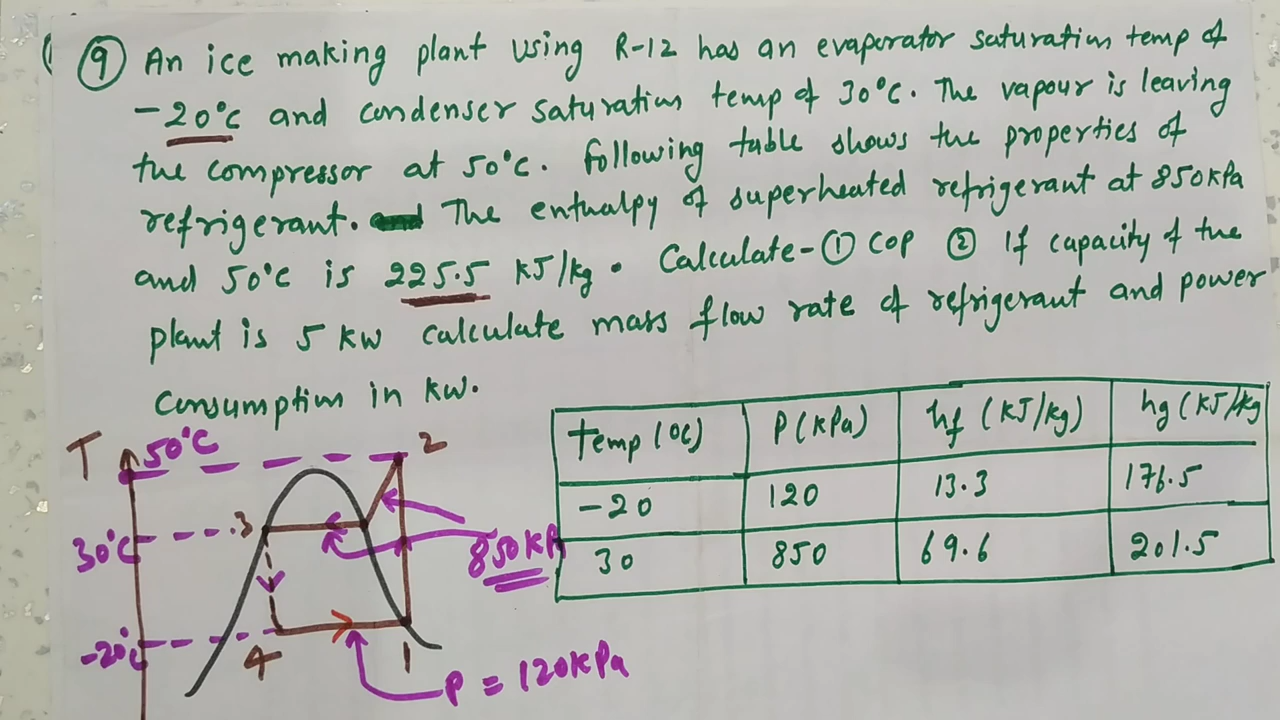 9 An ice making plant using R-12 has an evaporator saturation temp of
-20°c and condenser saturation temp of 30°c. The vapour is leaving
the compressor at 50°c. following table shows the properties of
refrigerant. The enthalpy of superheated refrigerant at 850kPa
and 50°c is 225.5 KJ/kg. Calculate- ① COP ② If capacity of the
plant is 5 kw calculate mass flow rate of refrigerant and power
consumption in kw.
Temp (oc) P(KPa) hf (KJ/kg) hg (KJ/kg
-20 120 13.3 176.5
30 850 69.6 201.5
T 50°C 2
30°C 3 850KP
-20°c 4 1
P = 120KPa